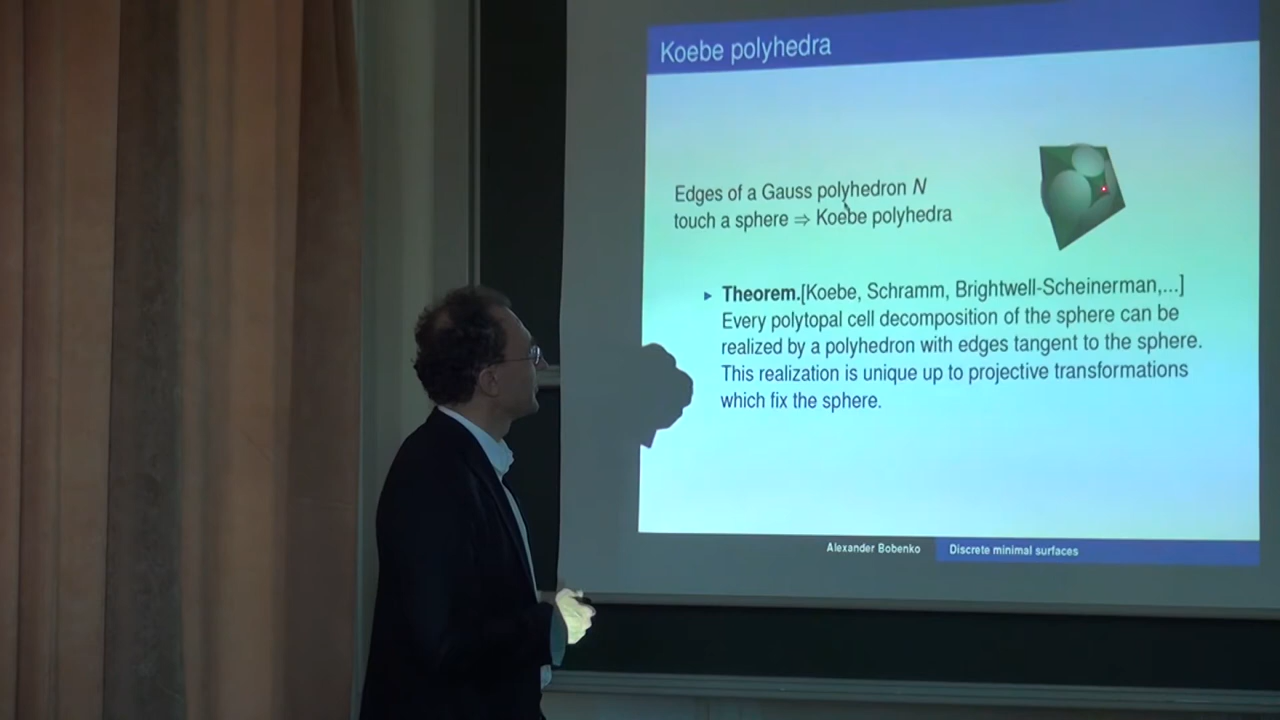 Koebe polyhedra
Edges of a Gauss polyhedron N
touch a sphere ⇒ Koebe polyhedra
▸ Theorem.[Koebe, Schramm, Brightwell-Scheinerman,...]
Every polytopal cell decomposition of the sphere can be
realized by a polyhedron with edges tangent to the sphere.
This realization is unique up to projective transformations
which fix the sphere.
Alexander Bobenko Discrete minimal surfaces